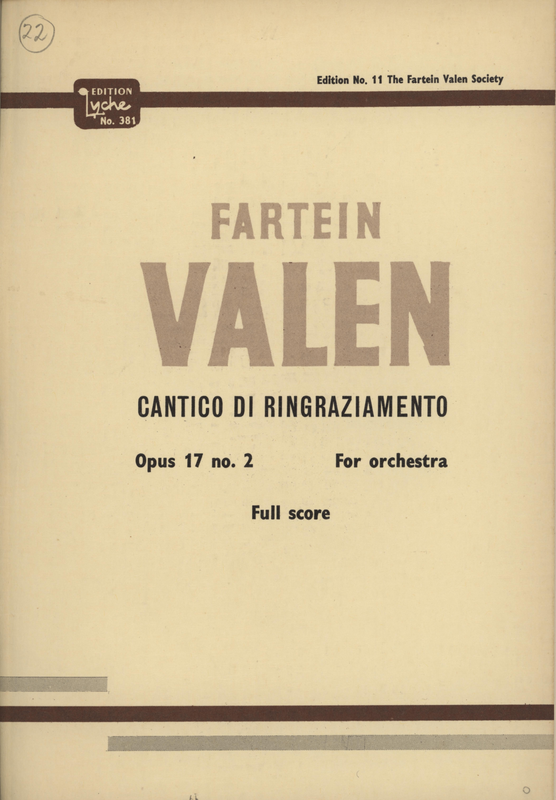 22
Edition No. 11 The Fartein Valen Society
EDITION
Lyche
No. 381
FARTEIN
VALEN
CANTICO DI RINGRAZIAMENTO
Opus 17 no. 2 For orchestra
Full score